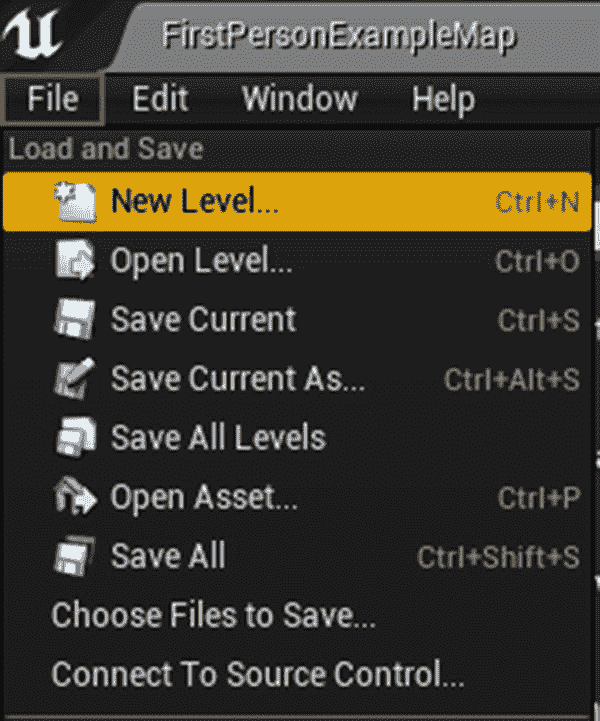 FirstPersonExampleMap
File Edit Window Help
Load and Save
New Level... Ctrl+N
Open Level... Ctrl+O
Save Current Ctrl+S
Save Current As... Ctrl+Alt+S
Save All Levels
Open Asset... Ctrl+P
Save All Ctrl+Shift+S
Choose Files to Save...
Connect To Source Control...